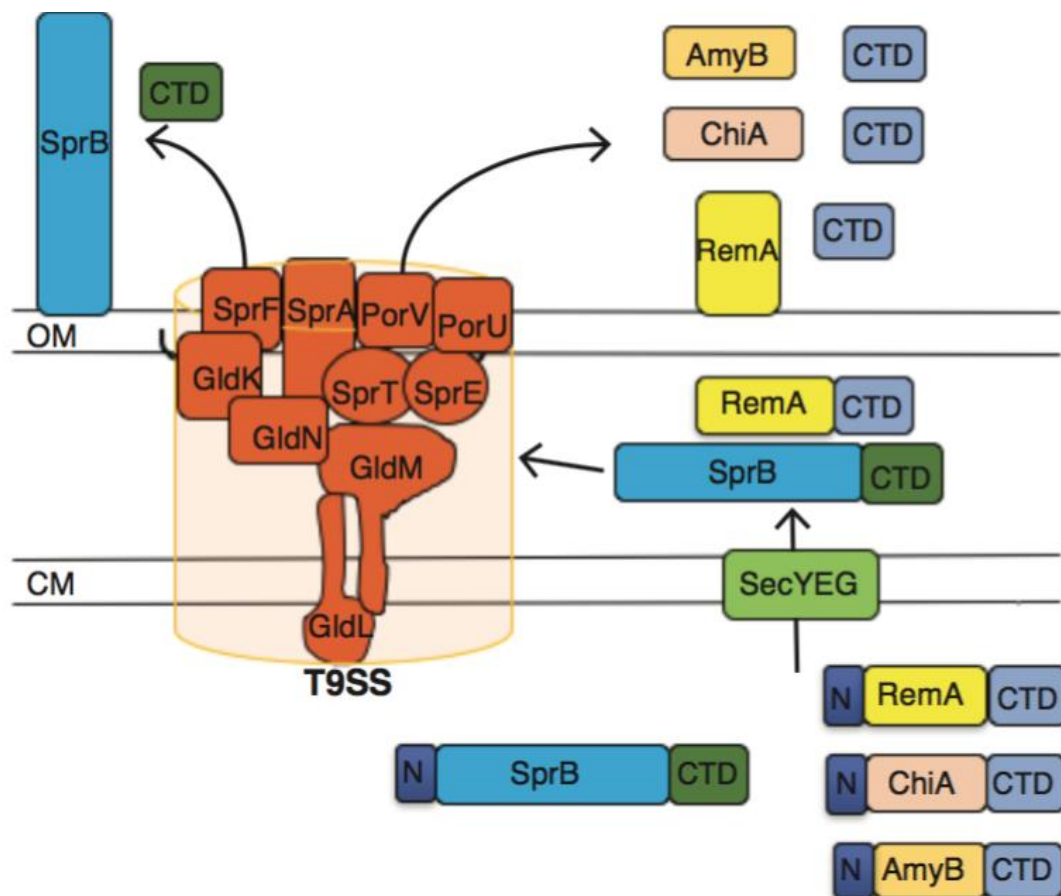 AmyB CTD
CTD
SprB
ChiA CTD
RemA CTD
SprF SprA PorV PorU
OM
GldK SprT SprE
RemA CTD
GldN GldM
SprB CTD
CM
SecYEG
GldL
T9SS
N RemA CTD
N SprB CTD
N ChiA CTD
N AmyB CTD